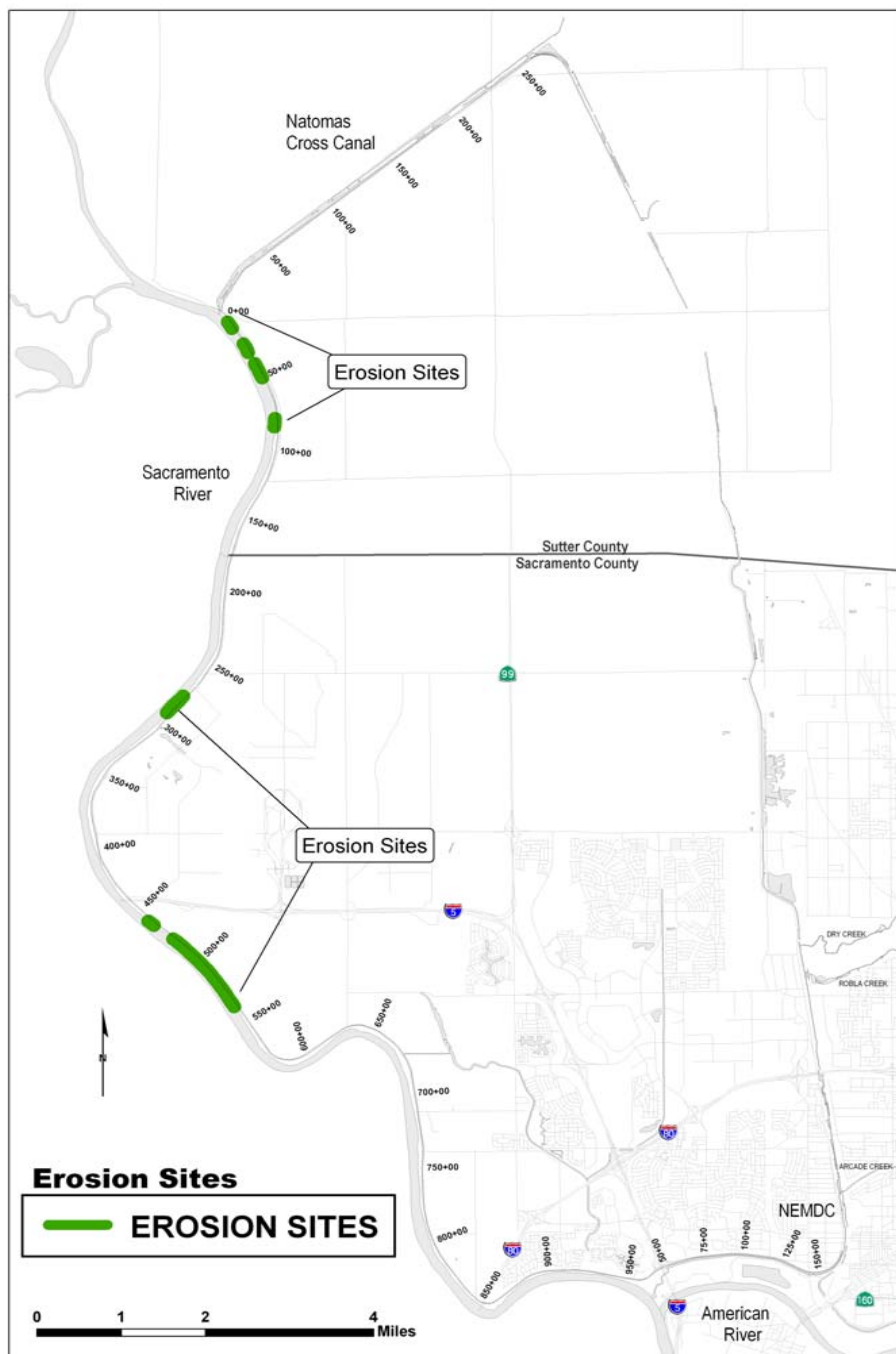 Natomas
Cross Canal
250+00
200+00
150+00
100+00
50+00
0+00
50+00
Erosion Sites
100+00
Sacramento
River
150+00
Sutter County
Sacramento County
200+00
250+00
99
300+00
350+00
400+00
Erosion Sites
450+00
5
500+00
DRY CREEK
ROBLA CREEK
550+00
600+00
650+00
N
700+00
80
750+00
ARCADE CREEK
Erosion Sites
EROSION SITES
NEMDC
800+00
80
850+00
900+00
950+00
50+00
75+00
100+00
125+00
150+00
160
5
American
River
0 1 2 4
Miles